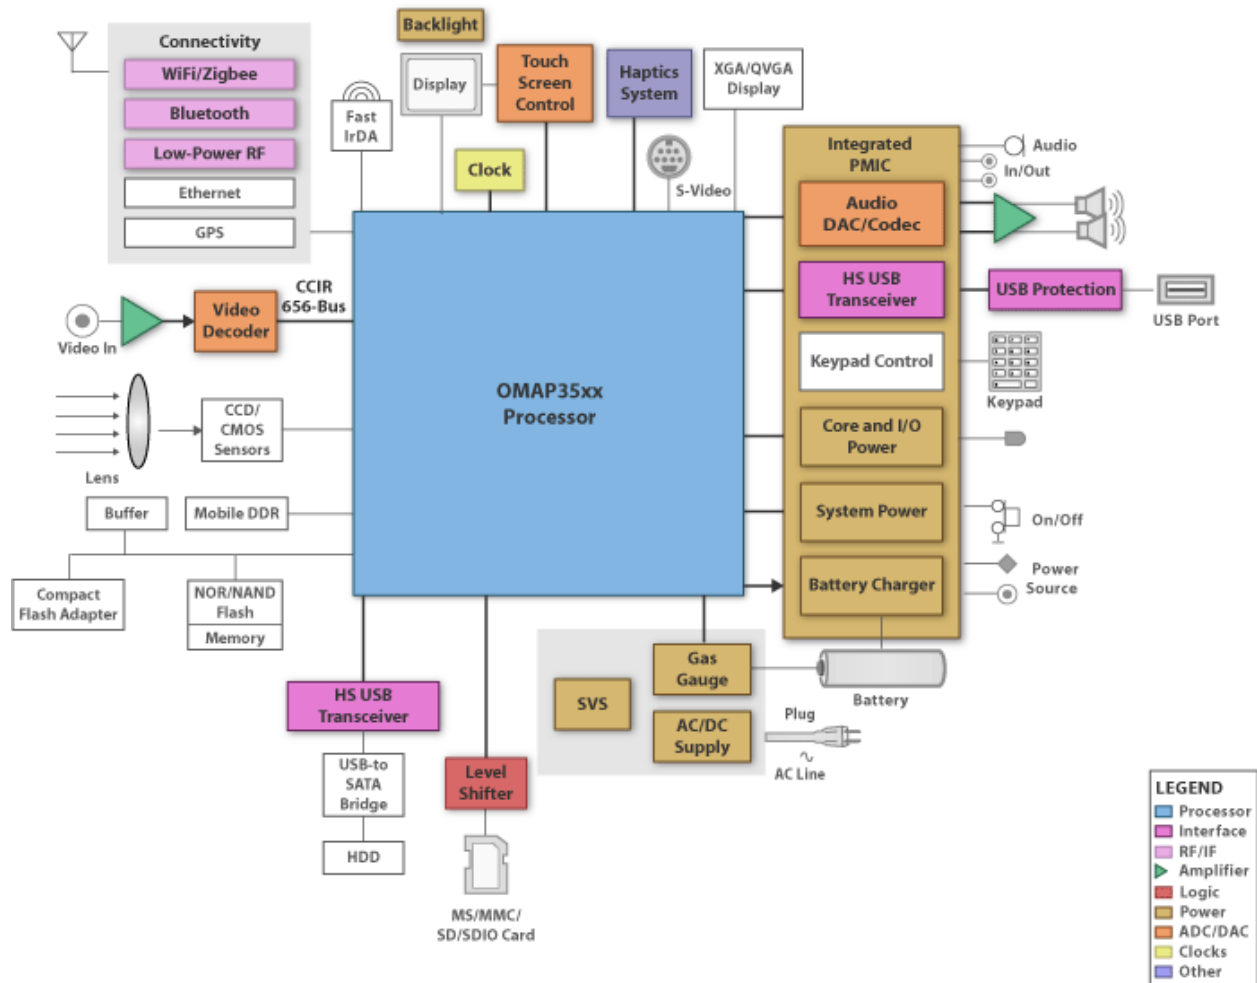 Backlight
Connectivity
WiFi/Zigbee
Bluetooth
Low-Power RF
Ethernet
GPS
Fast
IrDA
Display
Touch
Screen
Control
Haptics
System
XGA/QVGA
Display
Clock
S-Video
Integrated
PMIC
Audio
In/Out
Audio
DAC/Codec
HS USB
Transceiver
USB Protection
USB Port
Keypad Control
Keypad
Core and I/O
Power
System Power
On/Off
Battery Charger
Power
Source
CCIR
656-Bus
Video
Decoder
Video In
OMAP35xx
Processor
CCD/
CMOS
Sensors
Lens
Buffer
Mobile DDR
Compact
Flash Adapter
NOR/NAND
Flash
Memory
HS USB
Transceiver
USB-to
SATA
Bridge
HDD
Level
Shifter
MS/MMC/
SD/SDIO Card
SVS
Gas
Gauge
AC/DC
Supply
Battery
Plug
AC Line
LEGEND
Processor
Interface
RF/IF
Amplifier
Logic
Power
ADC/DAC
Clocks
Other